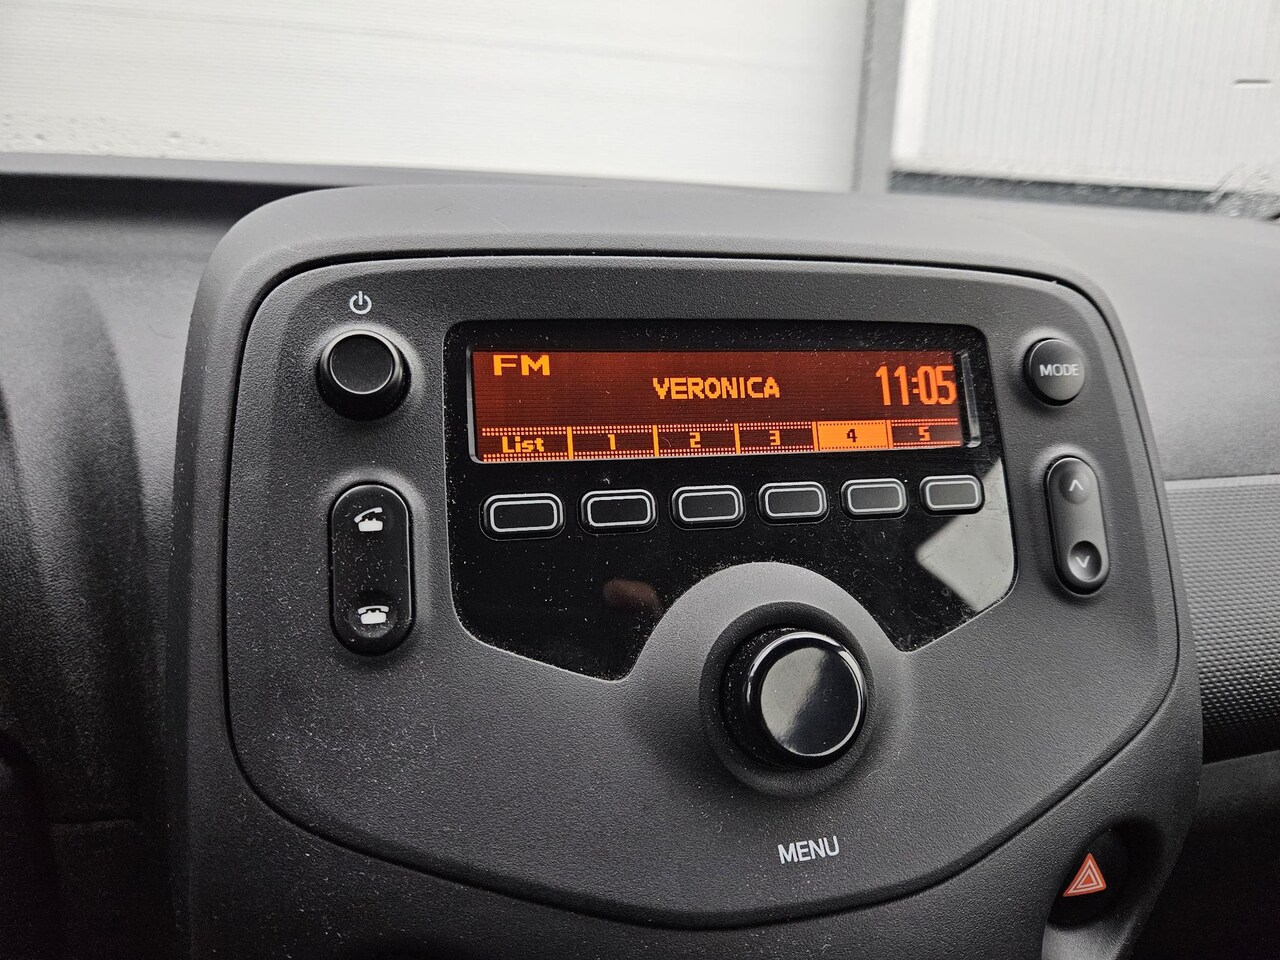 FM
VERONICA
11:05
List 1 2 3 4 5
MODE
MENU